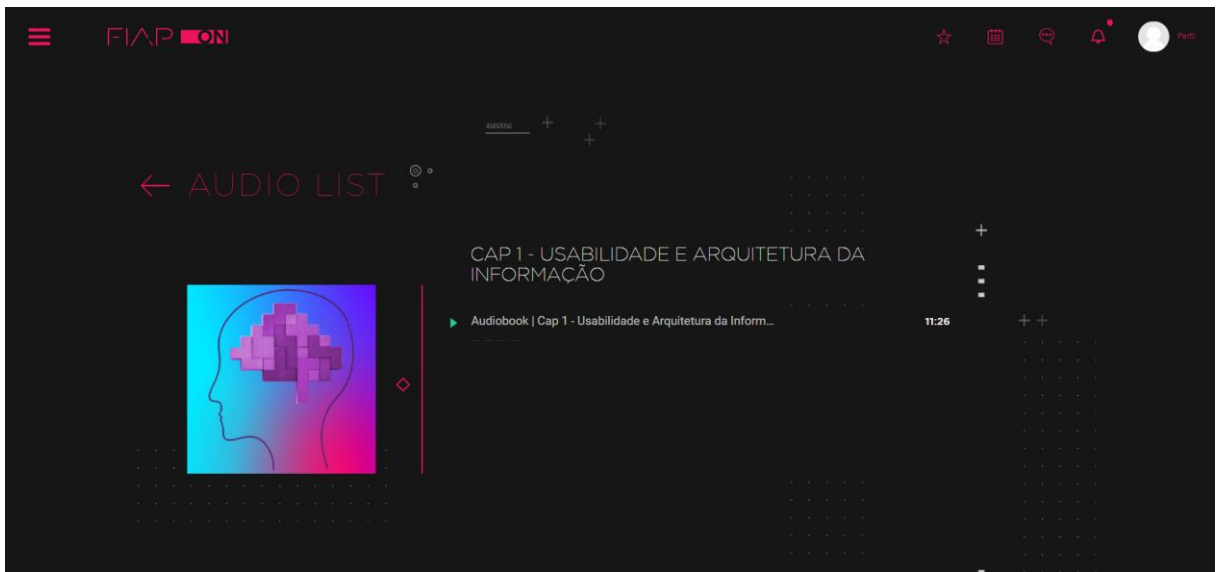 FIAP ON
Perfil
← AUDIO LIST
CAP 1 - USABILIDADE E ARQUITETURA DA
INFORMAÇÃO
Audiobook | Cap 1 - Usabilidade e Arquitetura da Inform...
11:26